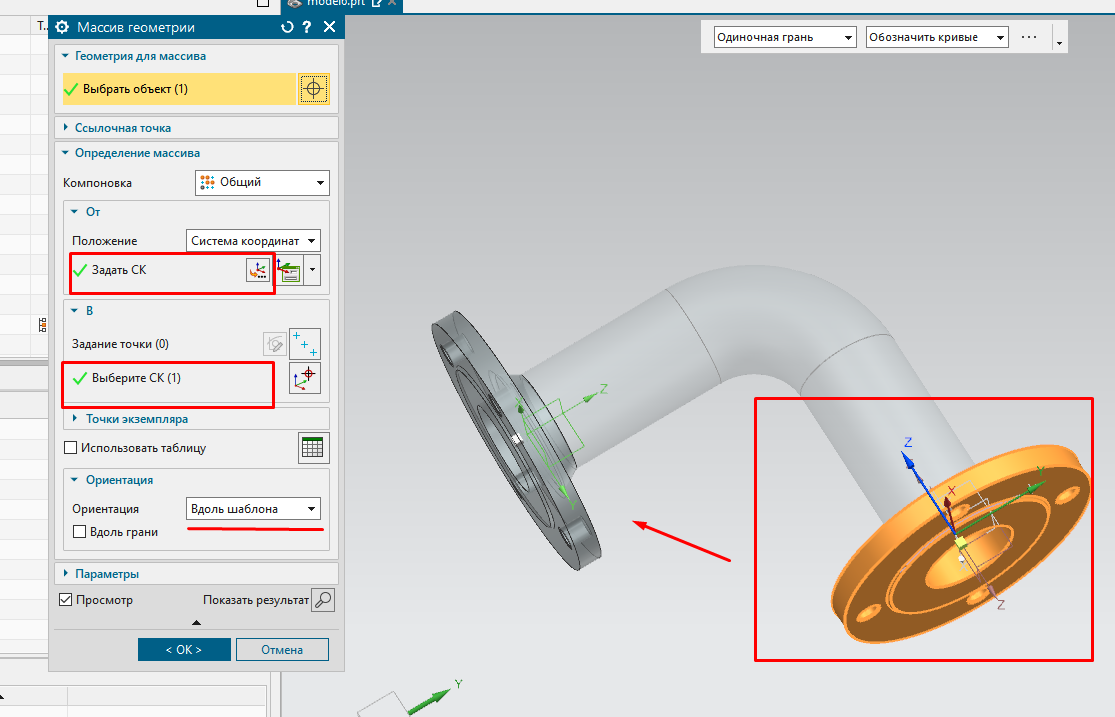 Т..
modelo.prt
Массив геометрии
?
Одиночная грань
Обозначить кривые
...
Геометрия для массива
Выбрать объект (1)
Ссылочная точка
Определение массива
Компоновка
Общий
От
Положение
Система координат
Задать СК
В
Задание точки (0)
Выберите СК (1)
Точки экземпляра
Использовать таблицу
Ориентация
Ориентация
Вдоль шаблона
Вдоль грани
Параметры
Просмотр
Показать результат
< OK >
Отмена
Z
Y
Z
X
Y
Z
Y